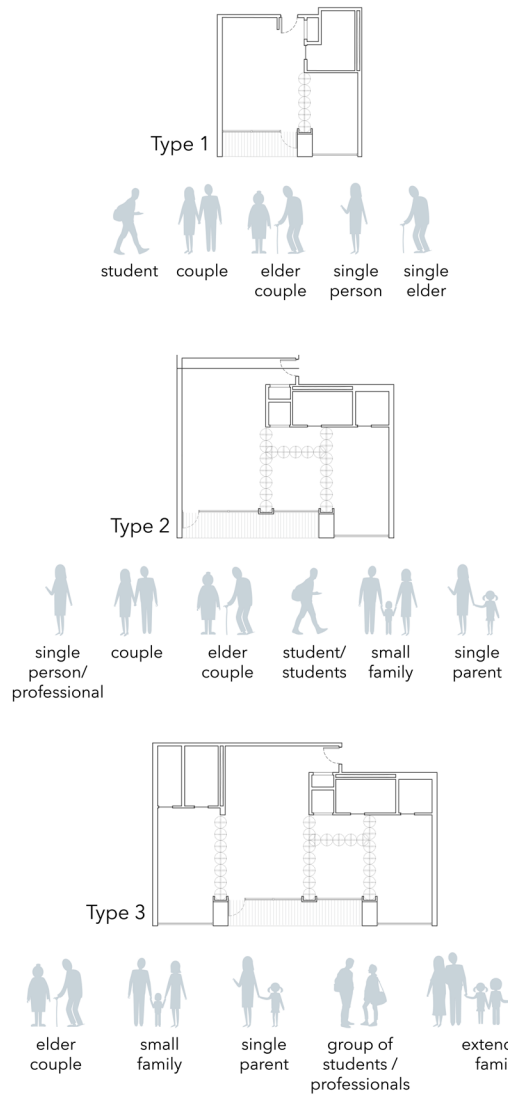 Type 1
student
couple
elder
couple
single
person
single
elder
Type 2
single
person/
professional
couple
elder
couple
student/
students
small
family
single
parent
Type 3
elder
couple
small
family
single
parent
group of
students /
professionals